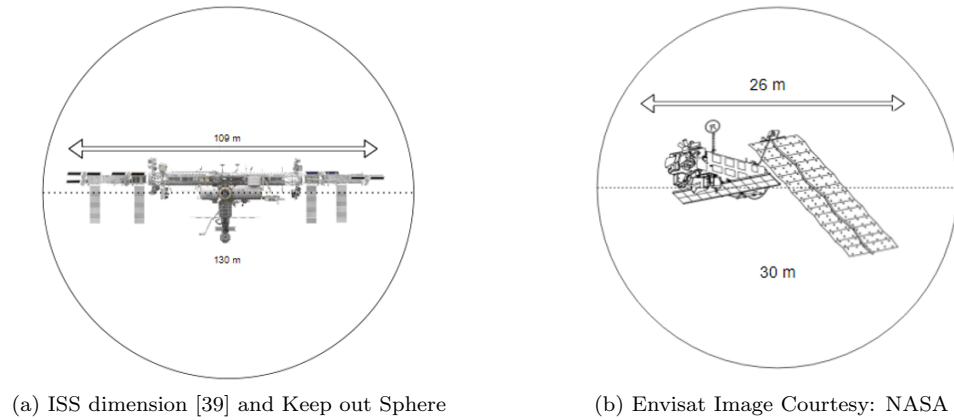 109 m
130 m
26 m
30 m
(a) ISS dimension [39] and Keep out Sphere
(b) Envisat Image Courtesy: NASA